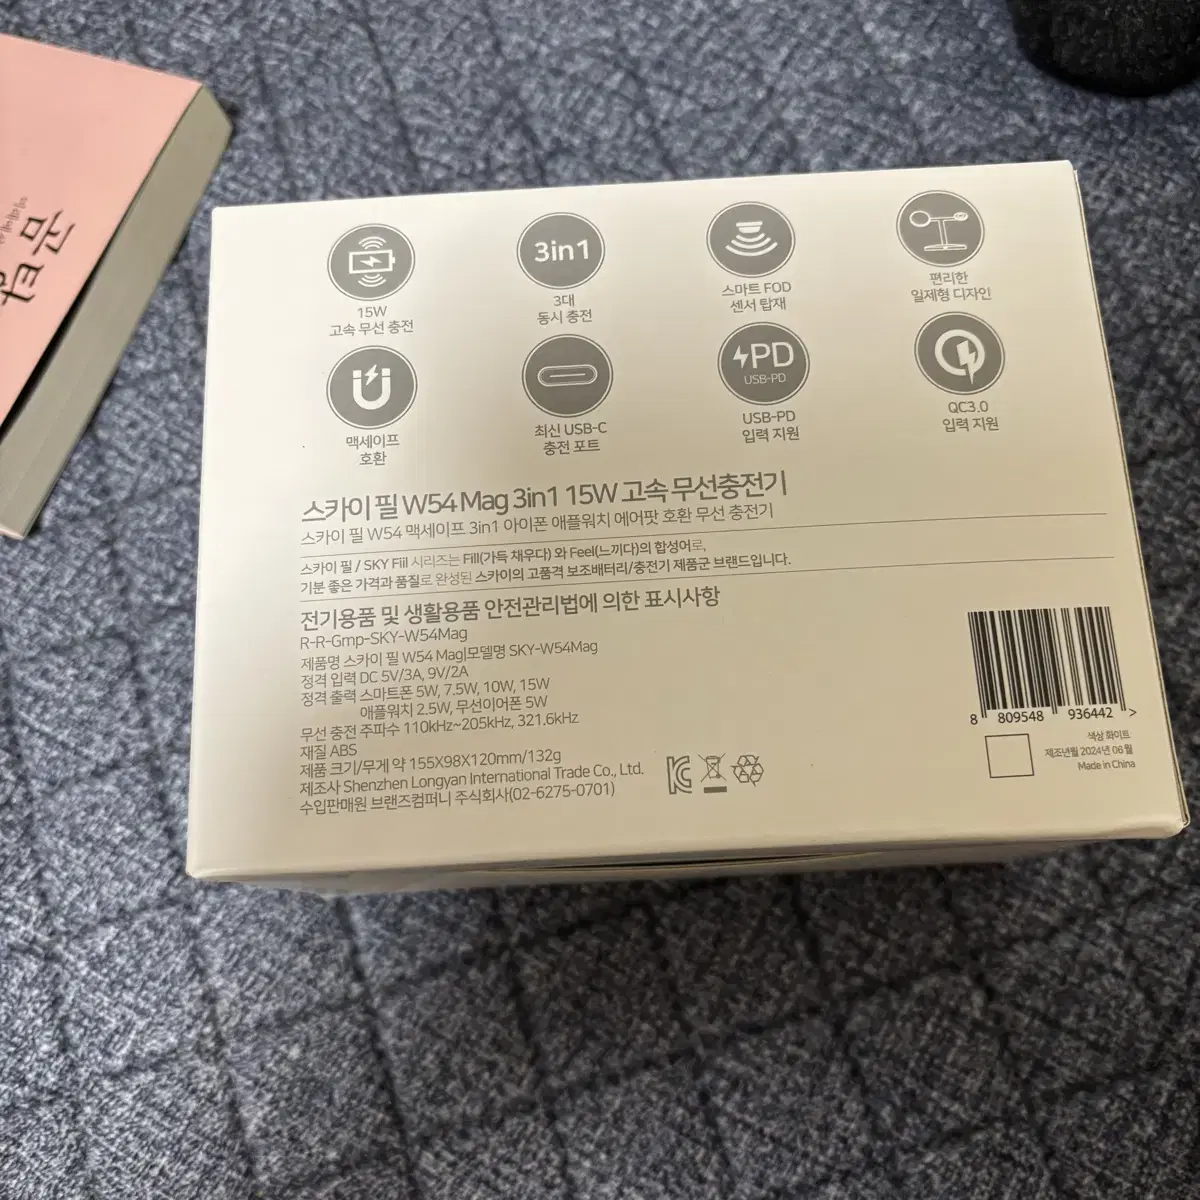 곰탕
15W
고속 무선 충전
3in1
3대
동시 충전
스마트 FOD
센서 탑재
편리한
일체형 디자인
맥세이프
호환
최신 USB-C
충전 포트
PD
USB-PD
USB-PD
입력 지원
QC3.0
입력 지원
스카이 필 W54 Mag 3in1 15W 고속 무선충전기
스카이 필 W54 맥세이프 3in1 아이폰 애플워치 에어팟 호환 무선 충전기
스카이 필 / SKY Fill 시리즈는 Fill(가득 채우다) 와 Feel(느끼다)의 합성어로,
기분 좋은 가격과 품질로 완성된 스카이의 고품격 보조배터리/충전기 제품군 브랜드입니다.
전기용품 및 생활용품 안전관리법에 의한 표시사항
R-R-Gmp-SKY-W54Mag
제품명 스카이 필 W54 Mag|모델명 SKY-W54Mag
정격 입력 DC 5V/3A, 9V/2A
정격 출력 스마트폰 5W, 7.5W, 10W, 15W
애플워치 2.5W, 무선이어폰 5W
무선 충전 주파수 110kHz~205kHz, 321.6kHz
재질 ABS
제품 크기/무게 약 155X98X120mm/132g
제조사 Shenzhen Longyan International Trade Co., Ltd.
수입판매원 브랜즈컴퍼니 주식회사(02-6275-0701)
8 809548 936442 >
색상 화이트
제조년월 2024년 06월
Made in China